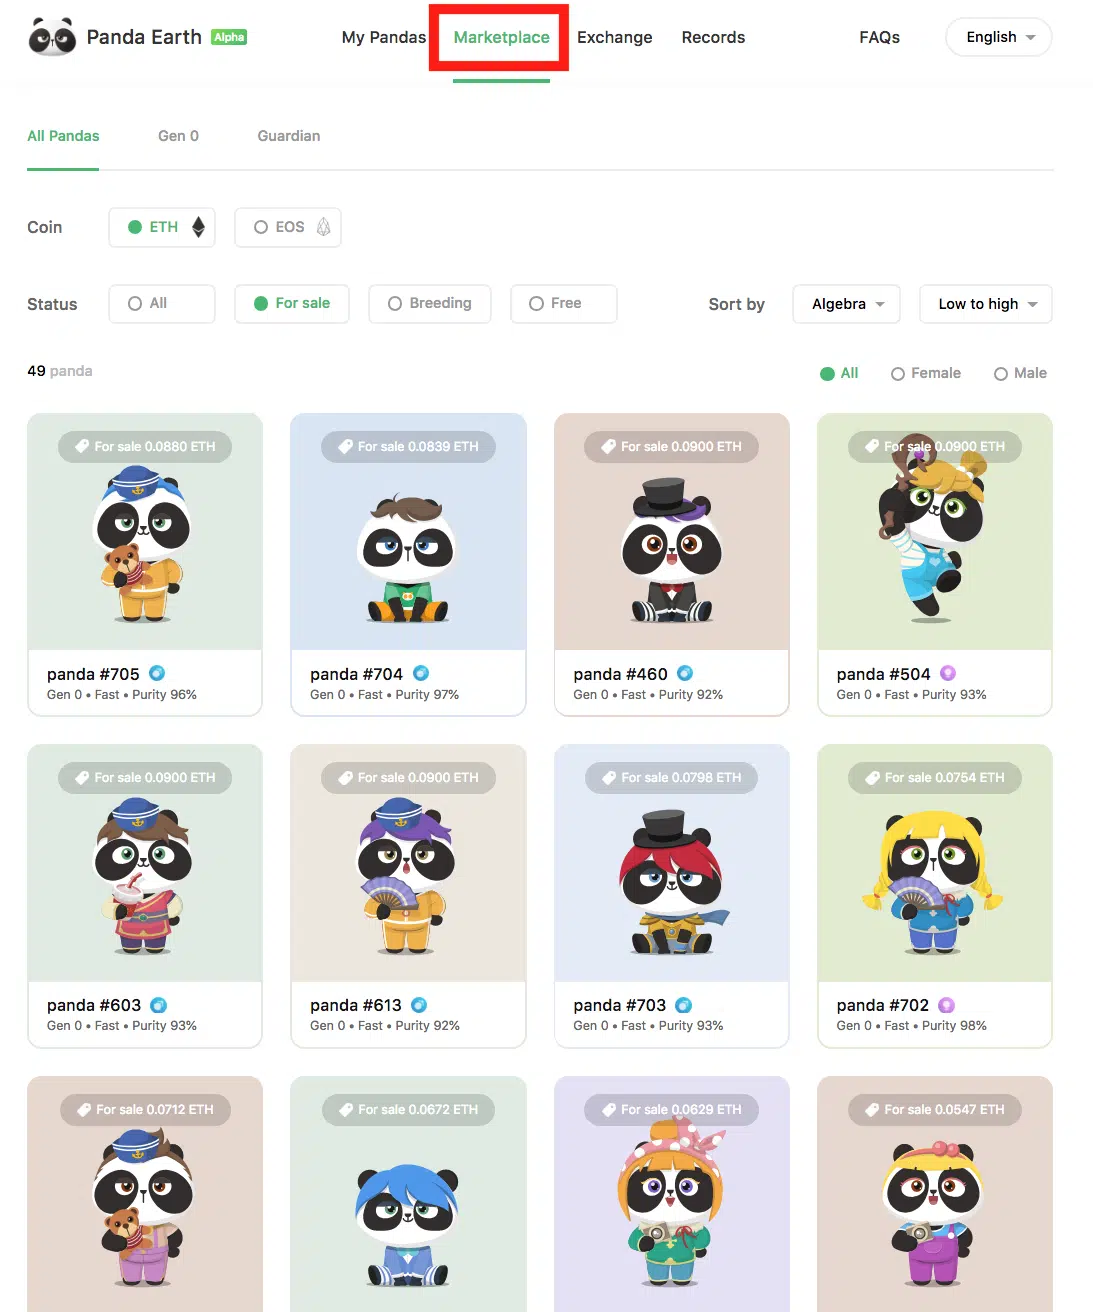 Panda Earth Alpha My Pandas Marketplace Exchange Records FAQs English
All Pandas Gen 0 Guardian
Coin ETH EOS
Status All For sale Breeding Free Sort by Algebra Low to high
49 panda All Female Male
For sale 0.0880 ETH For sale 0.0839 ETH For sale 0.0900 ETH For sale 0.0900 ETH
panda #705 panda #704 panda #460 panda #504
Gen 0 • Fast • Purity 96% Gen 0 • Fast • Purity 97% Gen 0 • Fast • Purity 92% Gen 0 • Fast • Purity 93%
For sale 0.0900 ETH For sale 0.0900 ETH For sale 0.0798 ETH For sale 0.0754 ETH
panda #603 panda #613 panda #703 panda #702
Gen 0 • Fast • Purity 93% Gen 0 • Fast • Purity 92% Gen 0 • Fast • Purity 93% Gen 0 • Fast • Purity 98%
For sale 0.0712 ETH For sale 0.0672 ETH For sale 0.0629 ETH For sale 0.0547 ETH